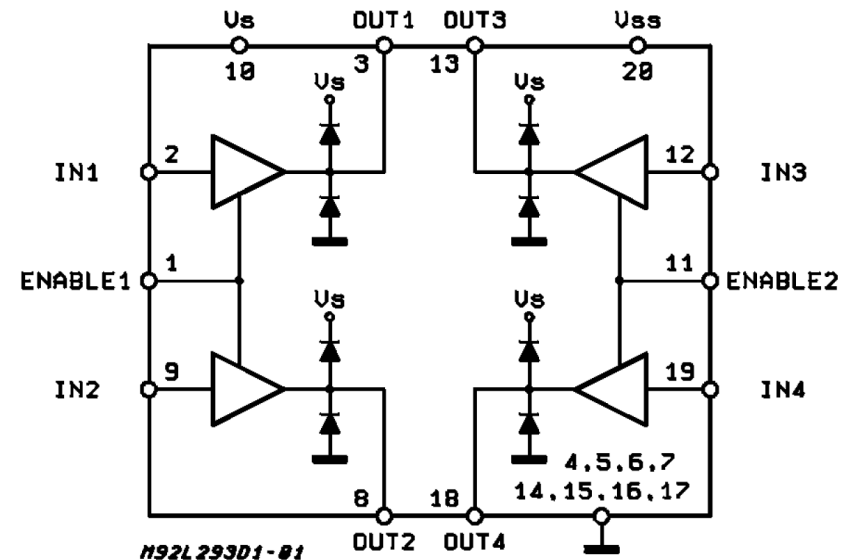 Vs OUT1 OUT3 Vss
10 3 13 20
Vs Vs
IN1 2 12 IN3
ENABLE1 1 11 ENABLE2
Vs Vs
IN2 9 19 IN4
4,5,6,7
8 18 14,15,16,17
OUT2 OUT4
M92L293D1-01